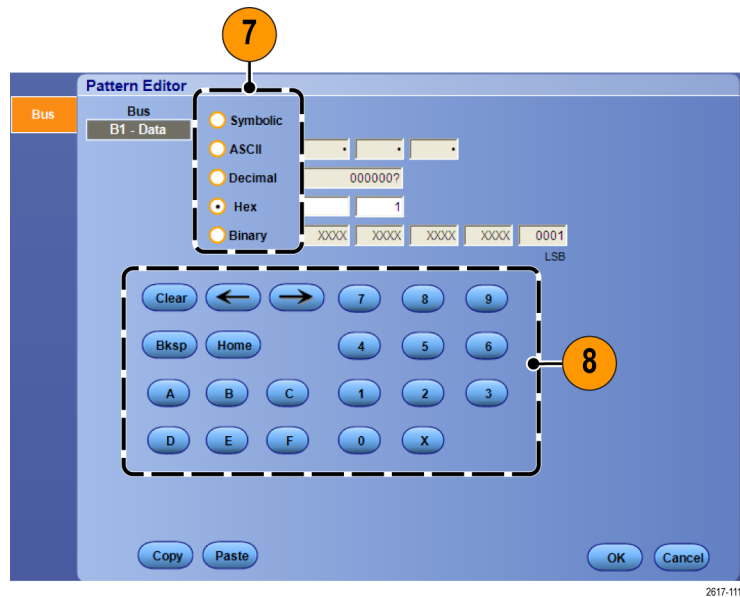 7
Pattern Editor
Bus
Bus
B1 - Data
Symbolic
ASCII
Decimal 000000?
Hex 1
Binary XXXX XXXX XXXX XXXX 0001
LSB
Clear 7 8 9
Bksp Home 4 5 6
8
A B C 1 2 3
D E F 0 X
Copy Paste OK Cancel
2617-111